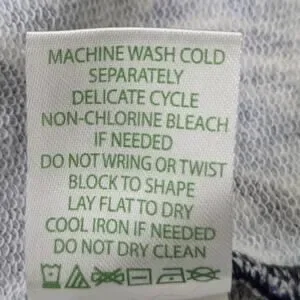 MACHINE WASH COLD
SEPARATELY
DELICATE CYCLE
NON-CHLORINE BLEACH
IF NEEDED
DO NOT WRING OR TWIST
BLOCK TO SHAPE
LAY FLAT TO DRY
COOL IRON IF NEEDED
DO NOT DRY CLEAN